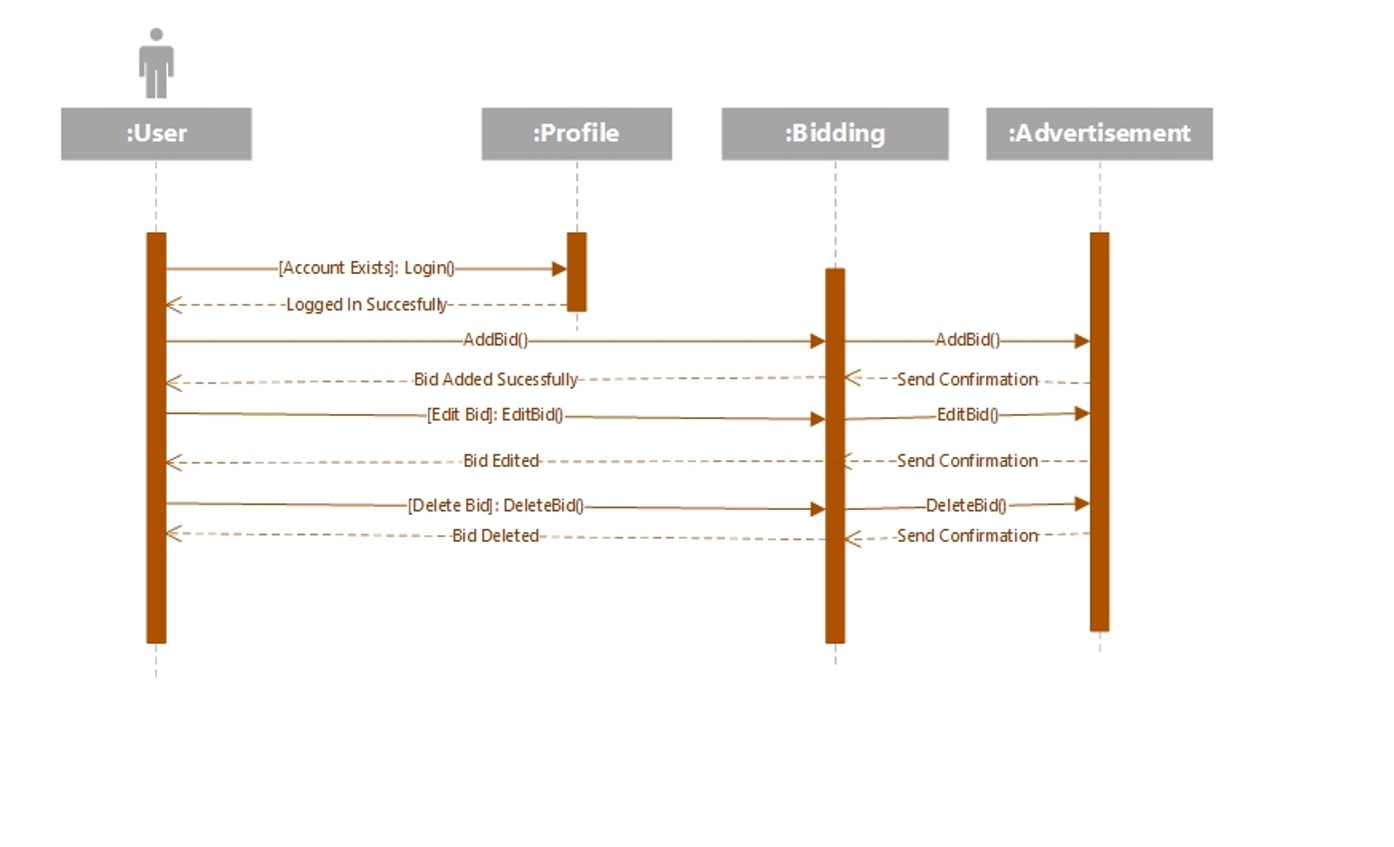 :User
:Profile
:Bidding
:Advertisement
[Account Exists]: Login()
Logged In Succesfully
AddBid()
AddBid()
Bid Added Sucessfully
Send Confirmation
[Edit Bid]: EditBid()
EditBid()
Bid Edited
Send Confirmation
[Delete Bid]: DeleteBid()
DeleteBid()
Bid Deleted
Send Confirmation